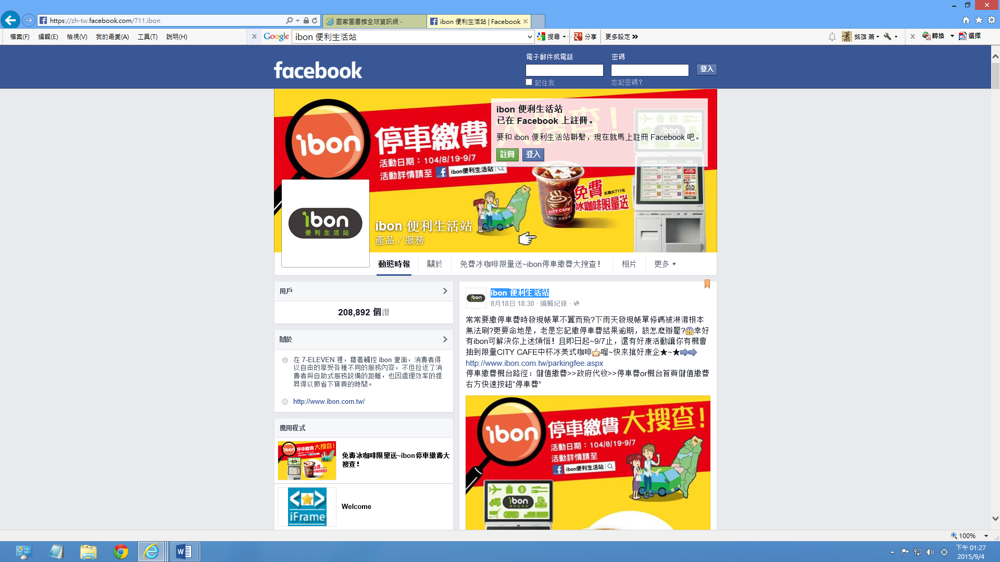 https://zh-tw.facebook.com/711.ibon
國家圖書館全球資訊網 -
ibon 便利生活站 | Facebook
檔案(F) 編輯(E) 檢視(V) 我的最愛(A) 工具(T) 說明(H)
Google ibon 便利生活站 搜尋 分享 更多設定 »
銘雄 蕭 轉換 選擇
facebook
電子郵件或電話 密碼
登入
記住我 忘記密碼?
ibon
停車繳費
活動日期：104/8/19~9/7
活動詳情請至 ibon便利生活站
ibon 便利生活站
已在 Facebook 上註冊。
要和 ibon 便利生活站聯繫，現在就馬上註冊 Facebook 吧。
註冊 登入
CITY CAFE
免費 名額共711名
冰咖啡限量送
ibon
便利生活站
ibon 便利生活站
產品 / 服務
動態時報 關於 免費冰咖啡限量送~ibon停車繳費大搜查！ 相片 更多
用戶
208,892 個讚
關於
在 7-ELEVEN 裡，藉著觸控 ibon 畫面，消費者得
以自由的享受各種不同的服務內容，不但拉近了消
費者與自助式服務設備的距離，也因處理效率的提
昇得以節省下寶貴的時間。
http://www.ibon.com.tw/
應用程式
免費冰咖啡限量送~ibon停車繳費大
搜查！
iFrame
Welcome
ibon 便利生活站
8月18日 18:30 · 編輯紀錄 ·
常常要繳停車費時發現帳單不翼而飛?下雨天發現帳單條碼被淋濕根本
無法刷?更要命地是，老是忘記繳停車費結果逾期，該怎麼辦壓?幸好
有ibon可解決你上述煩惱！且即日起~9/7止，還有好康活動讓你有機會
抽到限量CITY CAFE中杯冰美式咖啡喔~快來搶好康企★~★
http://www.ibon.com.tw/parkingfee.aspx
停車繳費機台路徑：儲值繳費>>政府代收>>停車費or機台首頁儲值繳費
右方快速按鈕“停車費”
ibon
停車繳費大搜查！
活動日期：104/8/19~9/7
活動詳情請至
ibon便利生活站
ibon
100%
下午 01:27
2015/9/4